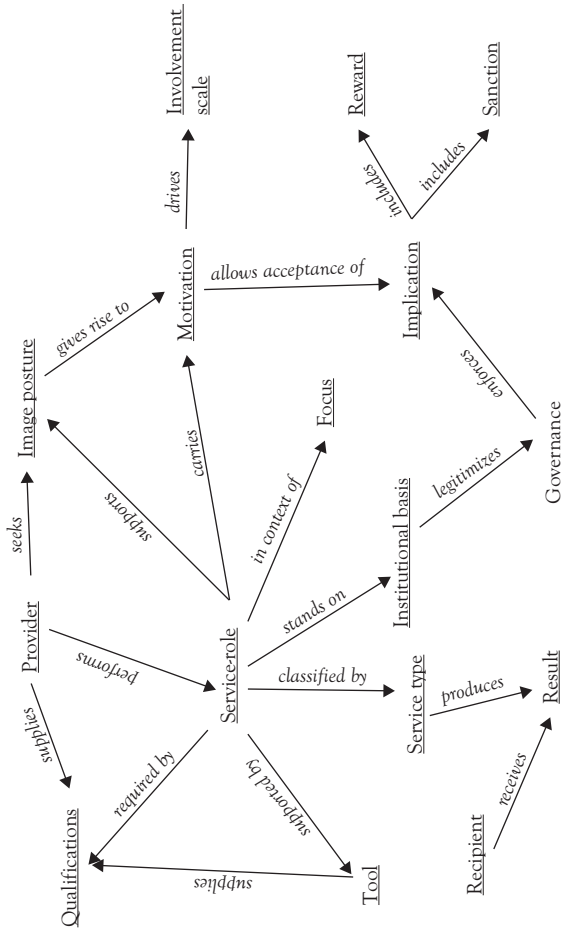 Involvement
scale
drives
Reward
Sanction
includes
includes
Motivation
allows acceptance of
Implication
gives rise to
Image posture
enforces
Governance
seeks
supports
carries
Focus
in context of
legitimizes
Institutional basis
stands on
Provider
performs
Service-role
classified by
Service type
produces
Result
supplies
required by
supported by
receives
Recipient
Qualifications
supplies
Tool